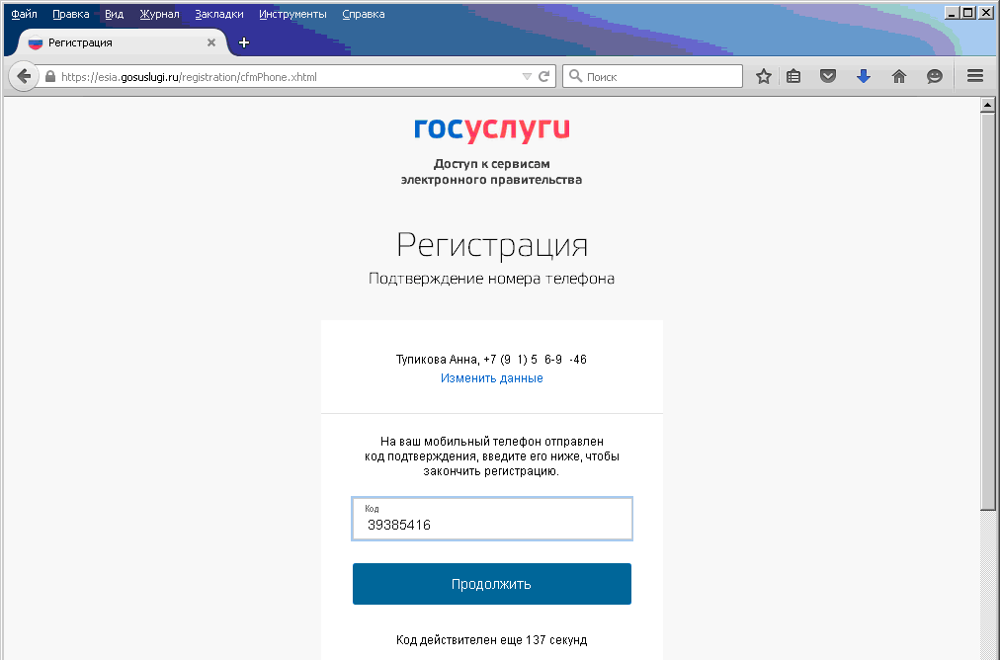 Файл Правка Вид Журнал Закладки Инструменты Справка
Регистрация
https://esia.gosuslugi.ru/registration/cfmPhone.xhtml
Поиск
госуслуги
Доступ к сервисам
электронного правительства
Регистрация
Подтверждение номера телефона
Тупикова Анна, +7 (9 1) 5 6-9 -46
Изменить данные
На ваш мобильный телефон отправлен
код подтверждения, введите его ниже, чтобы
закончить регистрацию.
Код
39385416
Продолжить
Код действителен еще 137 секунд